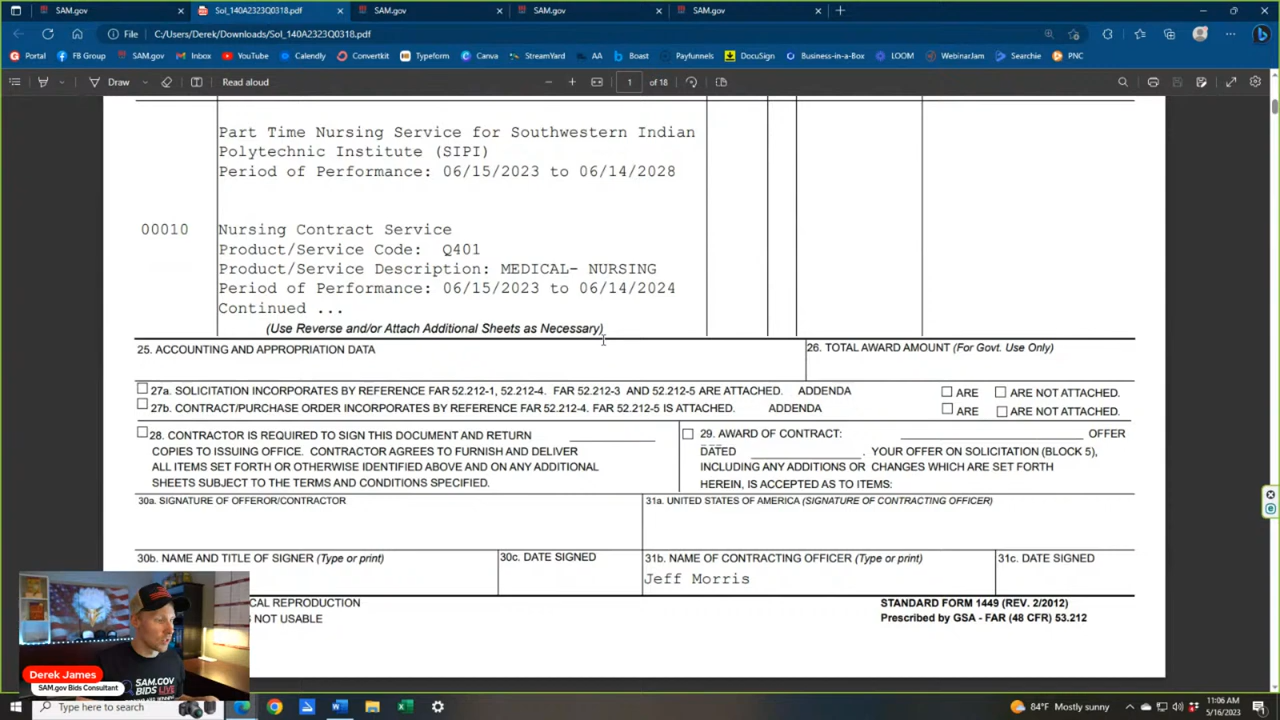 SAM.gov
Sol_140A2323Q0318.pdf
SAM.gov
SAM.gov
SAM.gov
File
C:/Users/Derek/Downloads/Sol_140A2323Q0318.pdf
Portal
FB Group
SAM.gov
Inbox
YouTube
Calendly
Convertkit
Typeform
Canva
StreamYard
AA
Boast
Payfunnels
DocuSign
Business-in-a-Box
LOOM
WebinarJam
Searchie
PNC
Draw
Read aloud
1 of 18
Part Time Nursing Service for Southwestern Indian
Polytechnic Institute (SIPI)
Period of Performance: 06/15/2023 to 06/14/2028
00010 Nursing Contract Service
Product/Service Code: Q401
Product/Service Description: MEDICAL- NURSING
Period of Performance: 06/15/2023 to 06/14/2024
Continued ...
(Use Reverse and/or Attach Additional Sheets as Necessary)
25. ACCOUNTING AND APPROPRIATION DATA
26. TOTAL AWARD AMOUNT (For Govt. Use Only)
27a. SOLICITATION INCORPORATES BY REFERENCE FAR 52.212-1, 52.212-4. FAR 52.212-3 AND 52.212-5 ARE ATTACHED. ADDENDA ARE ARE NOT ATTACHED.
27b. CONTRACT/PURCHASE ORDER INCORPORATES BY REFERENCE FAR 52.212-4. FAR 52.212-5 IS ATTACHED. ADDENDA ARE ARE NOT ATTACHED.
28. CONTRACTOR IS REQUIRED TO SIGN THIS DOCUMENT AND RETURN
COPIES TO ISSUING OFFICE. CONTRACTOR AGREES TO FURNISH AND DELIVER
ALL ITEMS SET FORTH OR OTHERWISE IDENTIFIED ABOVE AND ON ANY ADDITIONAL
SHEETS SUBJECT TO THE TERMS AND CONDITIONS SPECIFIED.
29. AWARD OF CONTRACT: OFFER
DATED . YOUR OFFER ON SOLICITATION (BLOCK 5),
INCLUDING ANY ADDITIONS OR CHANGES WHICH ARE SET FORTH
HEREIN, IS ACCEPTED AS TO ITEMS:
30a. SIGNATURE OF OFFEROR/CONTRACTOR
31a. UNITED STATES OF AMERICA (SIGNATURE OF CONTRACTING OFFICER)
30b. NAME AND TITLE OF SIGNER (Type or print)
30c. DATE SIGNED
31b. NAME OF CONTRACTING OFFICER (Type or print)
Jeff Morris
31c. DATE SIGNED
CAL REPRODUCTION
NOT USABLE
STANDARD FORM 1449 (REV. 2/2012)
Prescribed by GSA - FAR (48 CFR) 53.212
SAM.GOV
BIDS LIVE
Derek James
SAM.gov Bids Consultant
Type here to search
84°F Mostly sunny
11:06 AM
5/16/2023